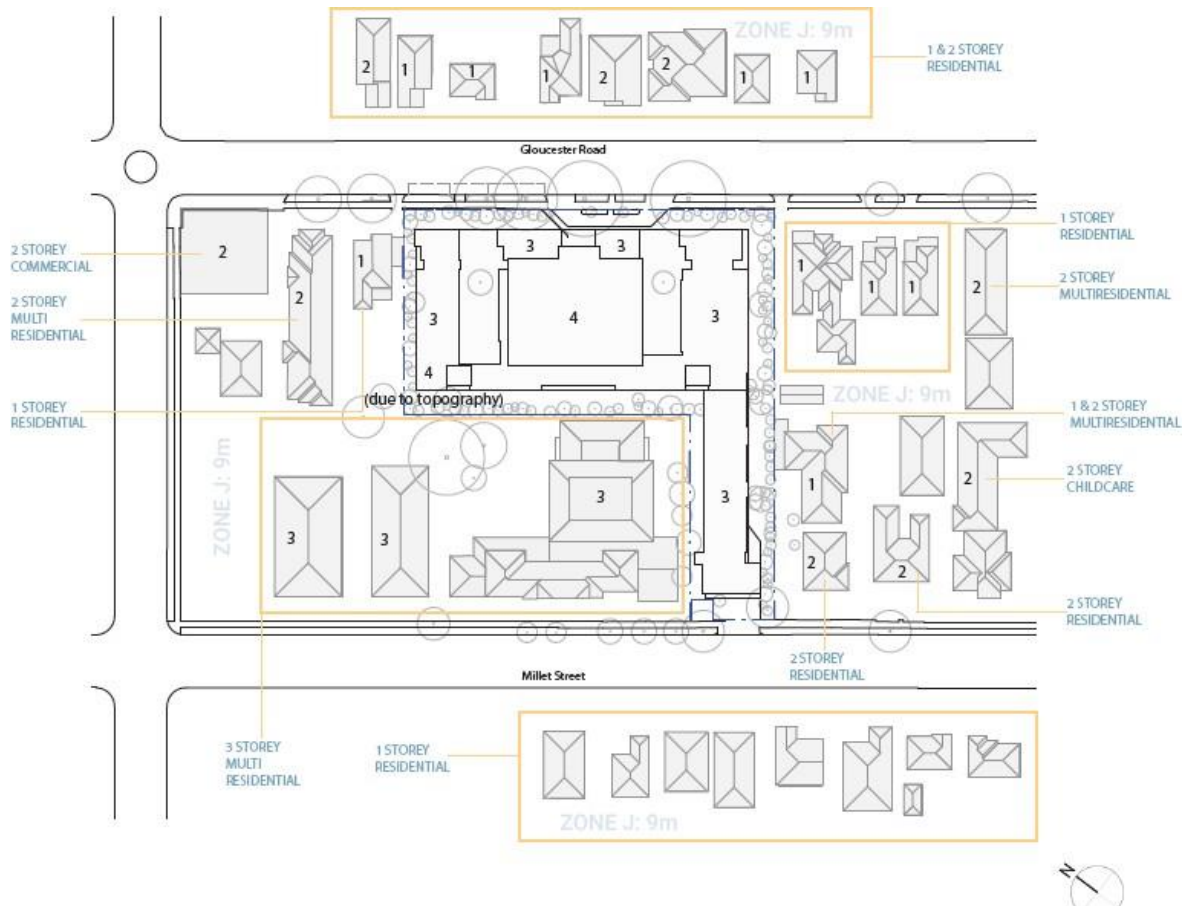 ZONE J: 9m
2
1
1
1
2
2
1
1
1 & 2 STOREY
RESIDENTIAL
Gloucester Road
2 STOREY
COMMERCIAL
2
2 STOREY
MULTI
RESIDENTIAL
2
1
1 STOREY
RESIDENTIAL
3
3
3
4
3
4
(due to topography)
1
1
1
2
1 STOREY
RESIDENTIAL
2 STOREY
MULTIRESIDENTIAL
ZONE J: 9m
1 & 2 STOREY
MULTIRESIDENTIAL
ZONE J: 9m
3
3
3
3
1
2
2 STOREY
CHILDCARE
2
2
2 STOREY
RESIDENTIAL
2 STOREY
RESIDENTIAL
Millet Street
3 STOREY
MULTI
RESIDENTIAL
1 STOREY
RESIDENTIAL
ZONE J: 9m
N